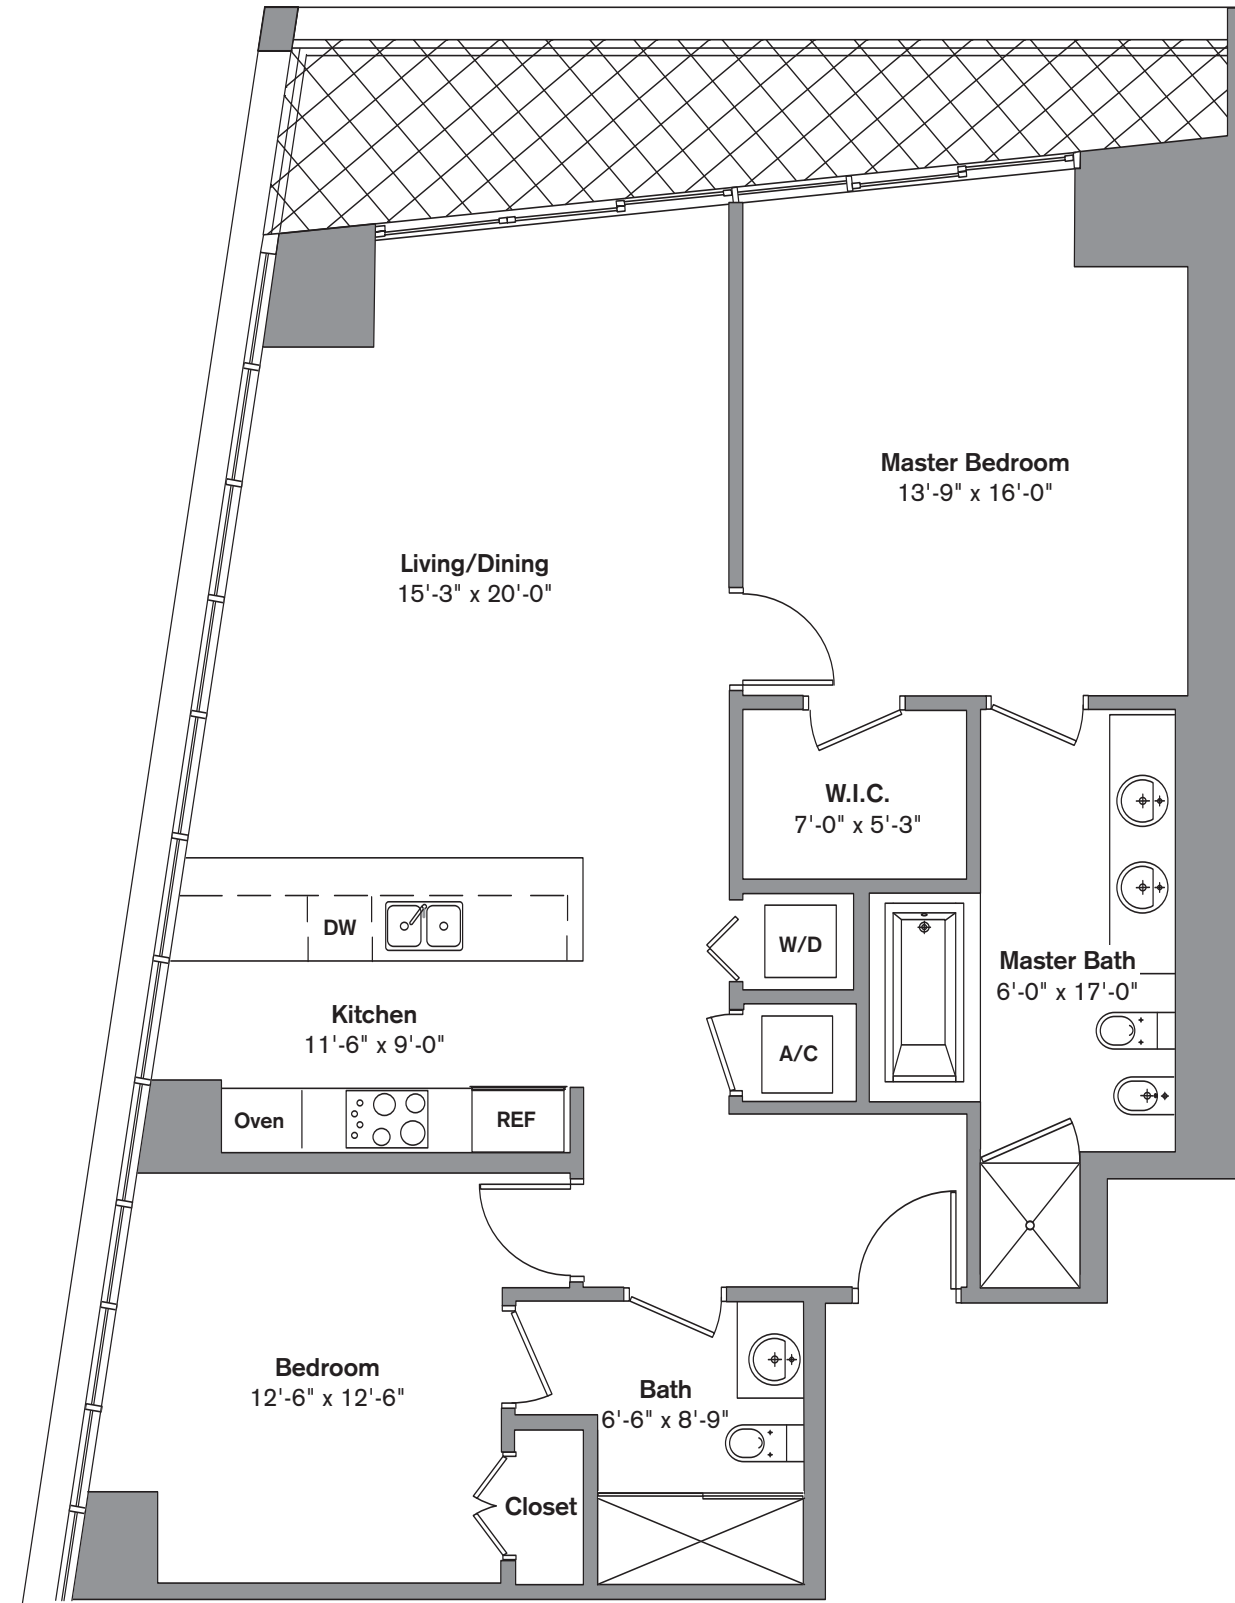 Master Bedroom
13'-9" x 16'-0"
Living/Dining
15'-3" x 20'-0"
W.I.C.
7'-0" x 5'-3"
DW
W/D
Master Bath
6'-0" x 17'-0"
Kitchen
11'-6" x 9'-0"
A/C
Oven
REF
Bedroom
12'-6" x 12'-6"
Bath
6'-6" x 8'-9"
Closet